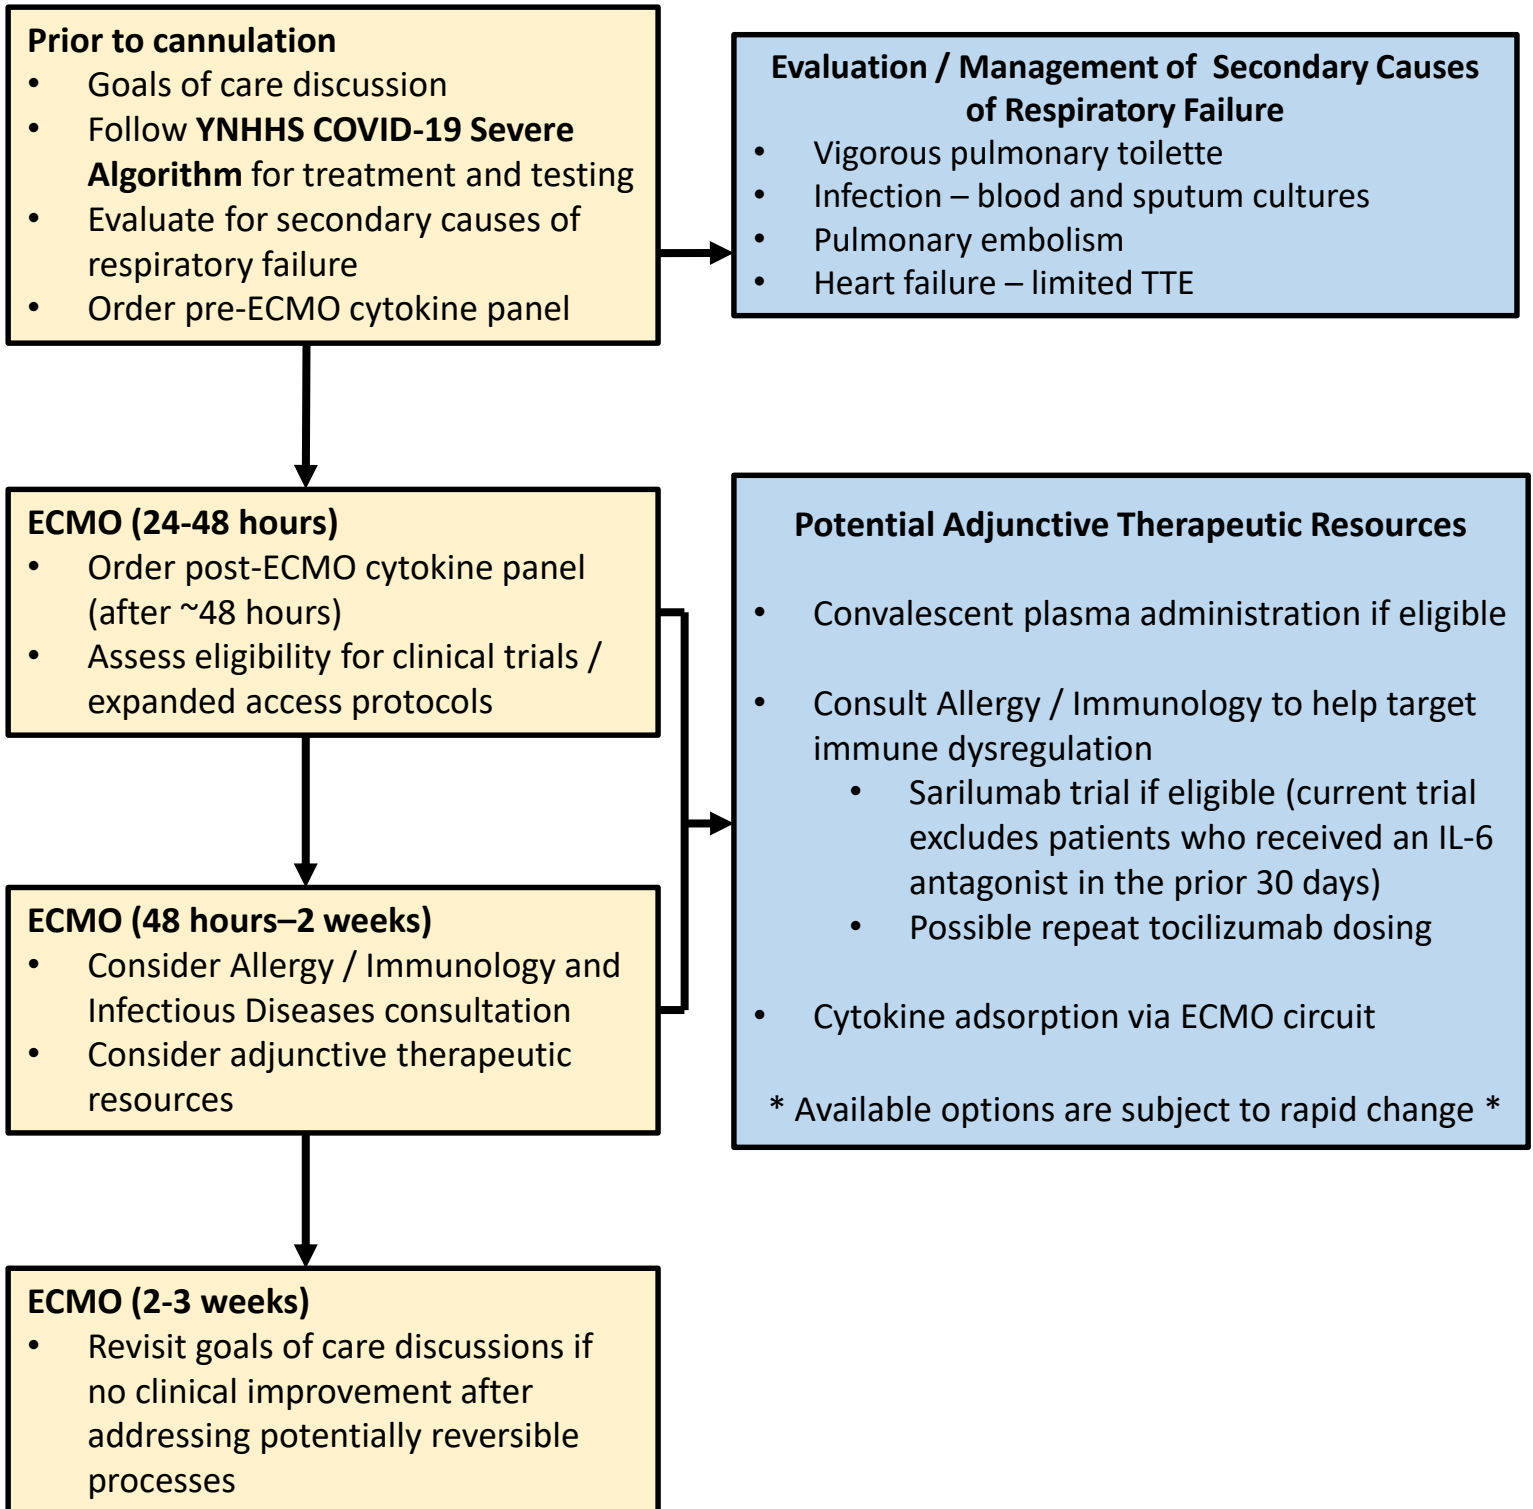 Prior to cannulation
• Goals of care discussion
• Follow YNHHS COVID-19 Severe
Algorithm for treatment and testing
• Evaluate for secondary causes of
respiratory failure
• Order pre-ECMO cytokine panel
Evaluation / Management of Secondary Causes
of Respiratory Failure
• Vigorous pulmonary toilette
• Infection – blood and sputum cultures
• Pulmonary embolism
• Heart failure – limited TTE
ECMO (24-48 hours)
• Order post-ECMO cytokine panel
(after ~48 hours)
• Assess eligibility for clinical trials /
expanded access protocols
ECMO (48 hours–2 weeks)
• Consider Allergy / Immunology and
Infectious Diseases consultation
• Consider adjunctive therapeutic
resources
Potential Adjunctive Therapeutic Resources
• Convalescent plasma administration if eligible
• Consult Allergy / Immunology to help target
immune dysregulation
• Sarilumab trial if eligible (current trial
excludes patients who received an IL-6
antagonist in the prior 30 days)
• Possible repeat tocilizumab dosing
• Cytokine adsorption via ECMO circuit
* Available options are subject to rapid change *
ECMO (2-3 weeks)
• Revisit goals of care discussions if
no clinical improvement after
addressing potentially reversible
processes